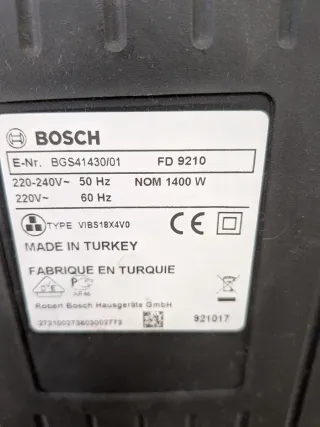 BOSCH
E-Nr. BGS41430/01 FD 9210
220-240V~ 50 Hz NOM 1400 W
220V~ 60 Hz
TYPE VIBS18X4V0
MADE IN TURKEY
FABRIQUE EN TURQUIE
Robert Bosch Hausgeräte GmbH
921017